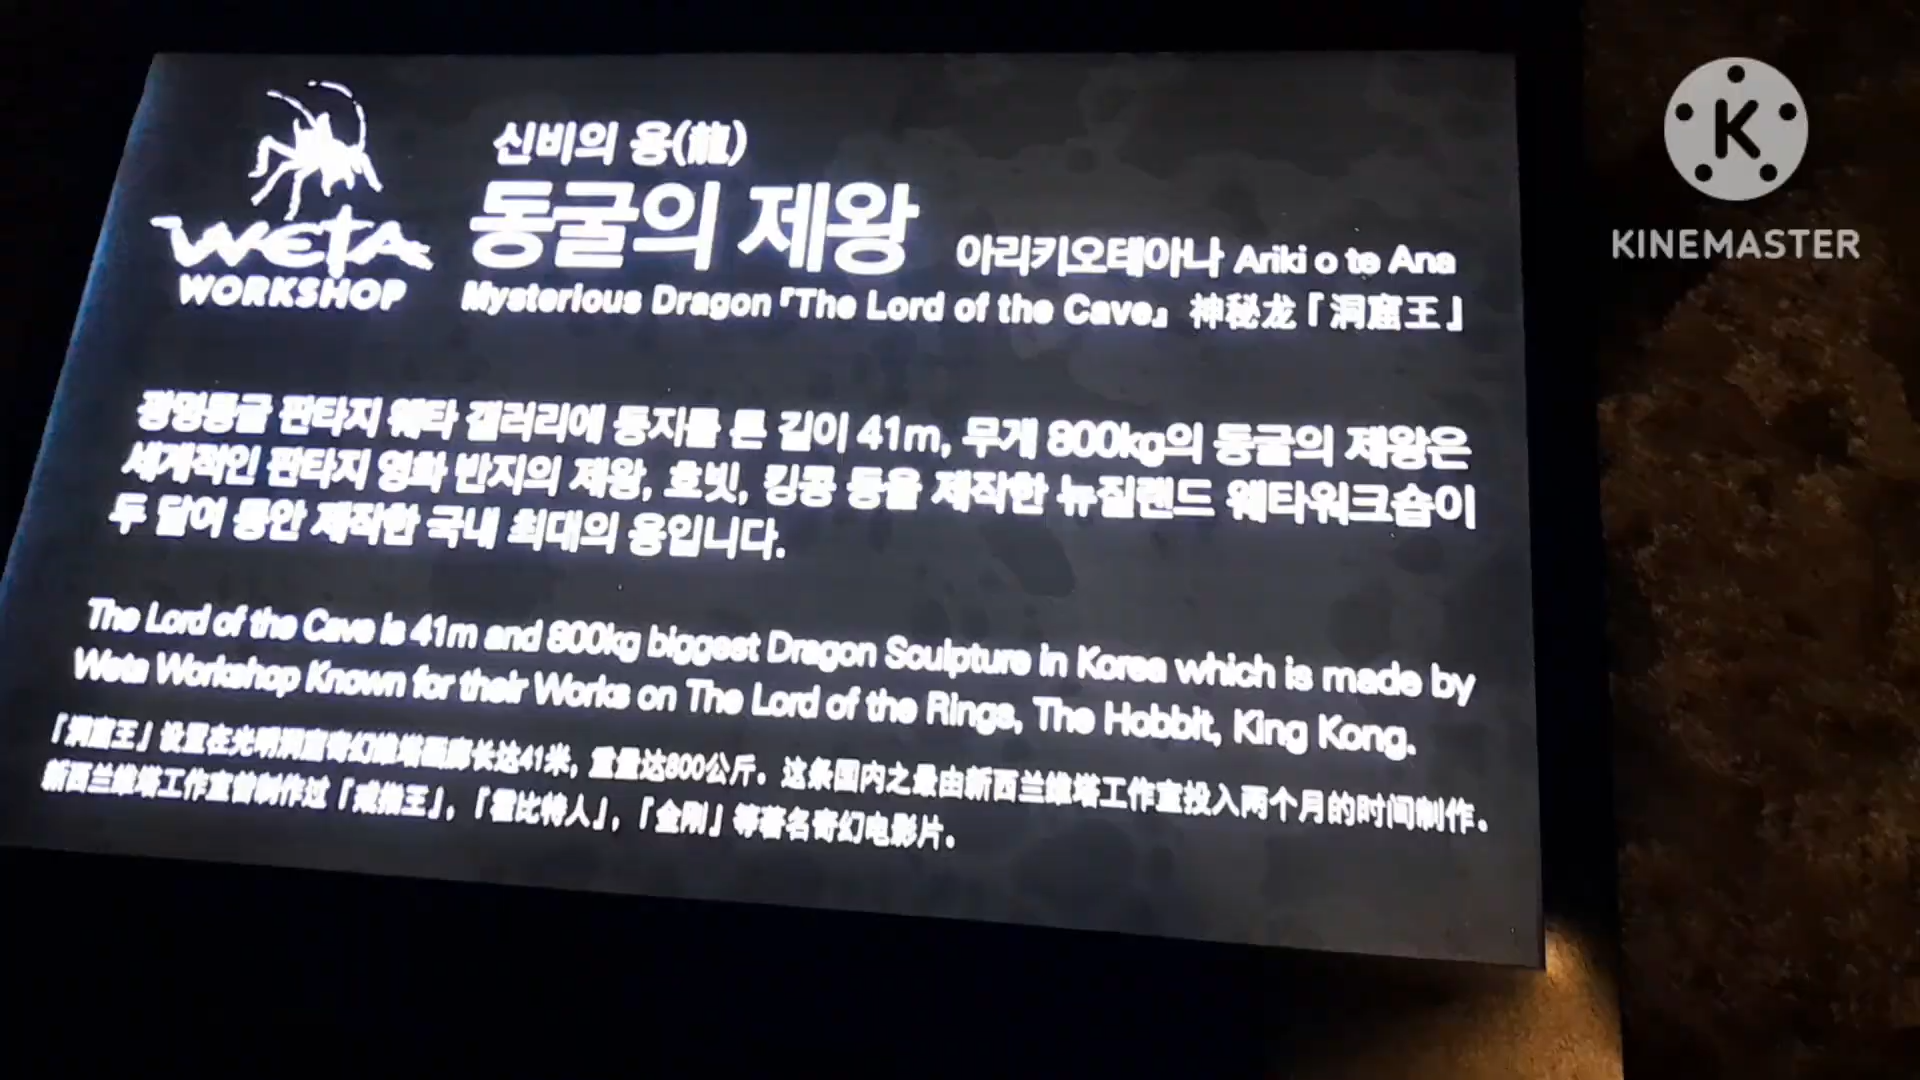 WETA
WORKSHOP
신비의 용(龍)
동굴의 제왕 아리키오테아나 Ariki o te Ana
Mysterious Dragon『The Lord of the Cave』 神秘龙「洞窟王」
광명동굴 판타지 웨타 갤러리에 둥지를 튼 길이 41m, 무게 800kg의 동굴의 제왕은
세계적인 판타지 영화 반지의 제왕, 호빗, 킹콩 등을 제작한 뉴질랜드 웨타워크숍이
두 달여 동안 제작한 국내 최대의 용입니다.
The Lord of the Cave is 41m and 800kg biggest Dragon Sculpture in Korea which is made by
Weta Workshop Known for their Works on The Lord of the Rings, The Hobbit, King Kong.
「洞窟王」设置在光明洞窟奇幻维塔画廊长达41米, 重量达800公斤。这条国内之最由新西兰维塔工作室投入两个月的时间制作。
新西兰维塔工作室曾制作过「戒指王」,「霍比特人」,「金刚」等著名奇幻电影片。
K
KINEMASTER